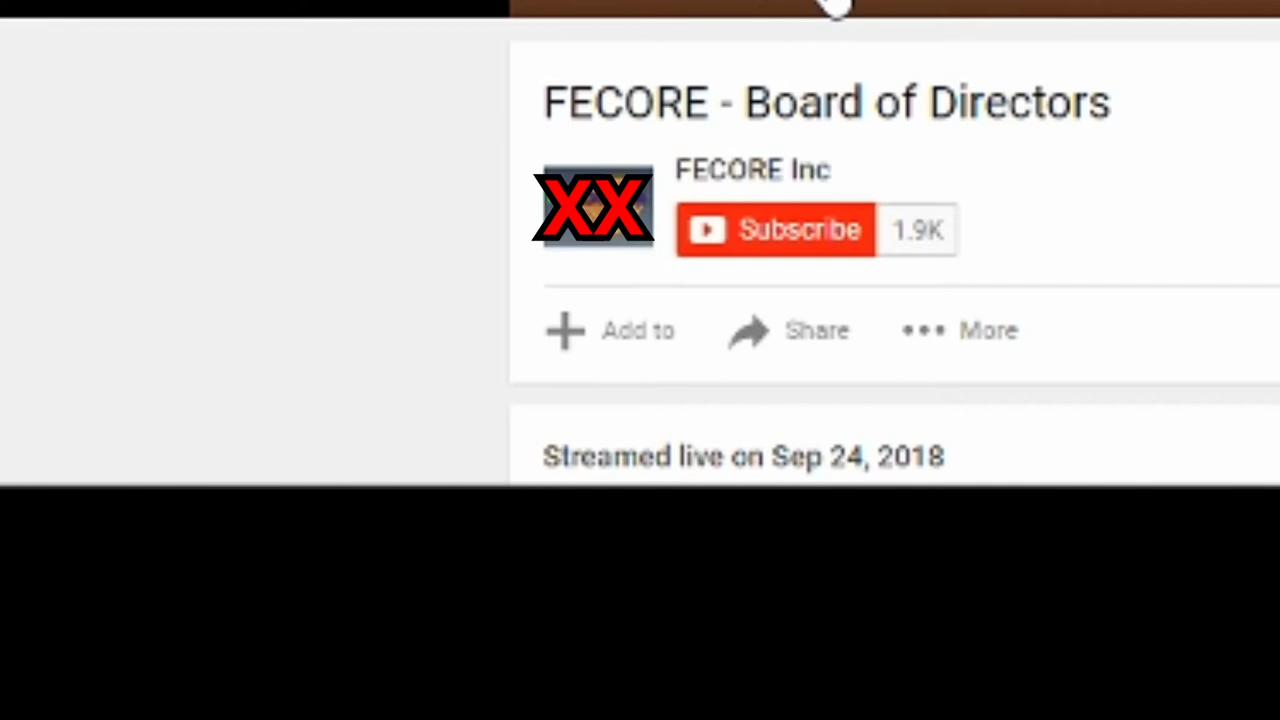 FECORE - Board of Directors
FECORE Inc
XX
Subscribe 1.9K
Add to Share More
Streamed live on Sep 24, 2018